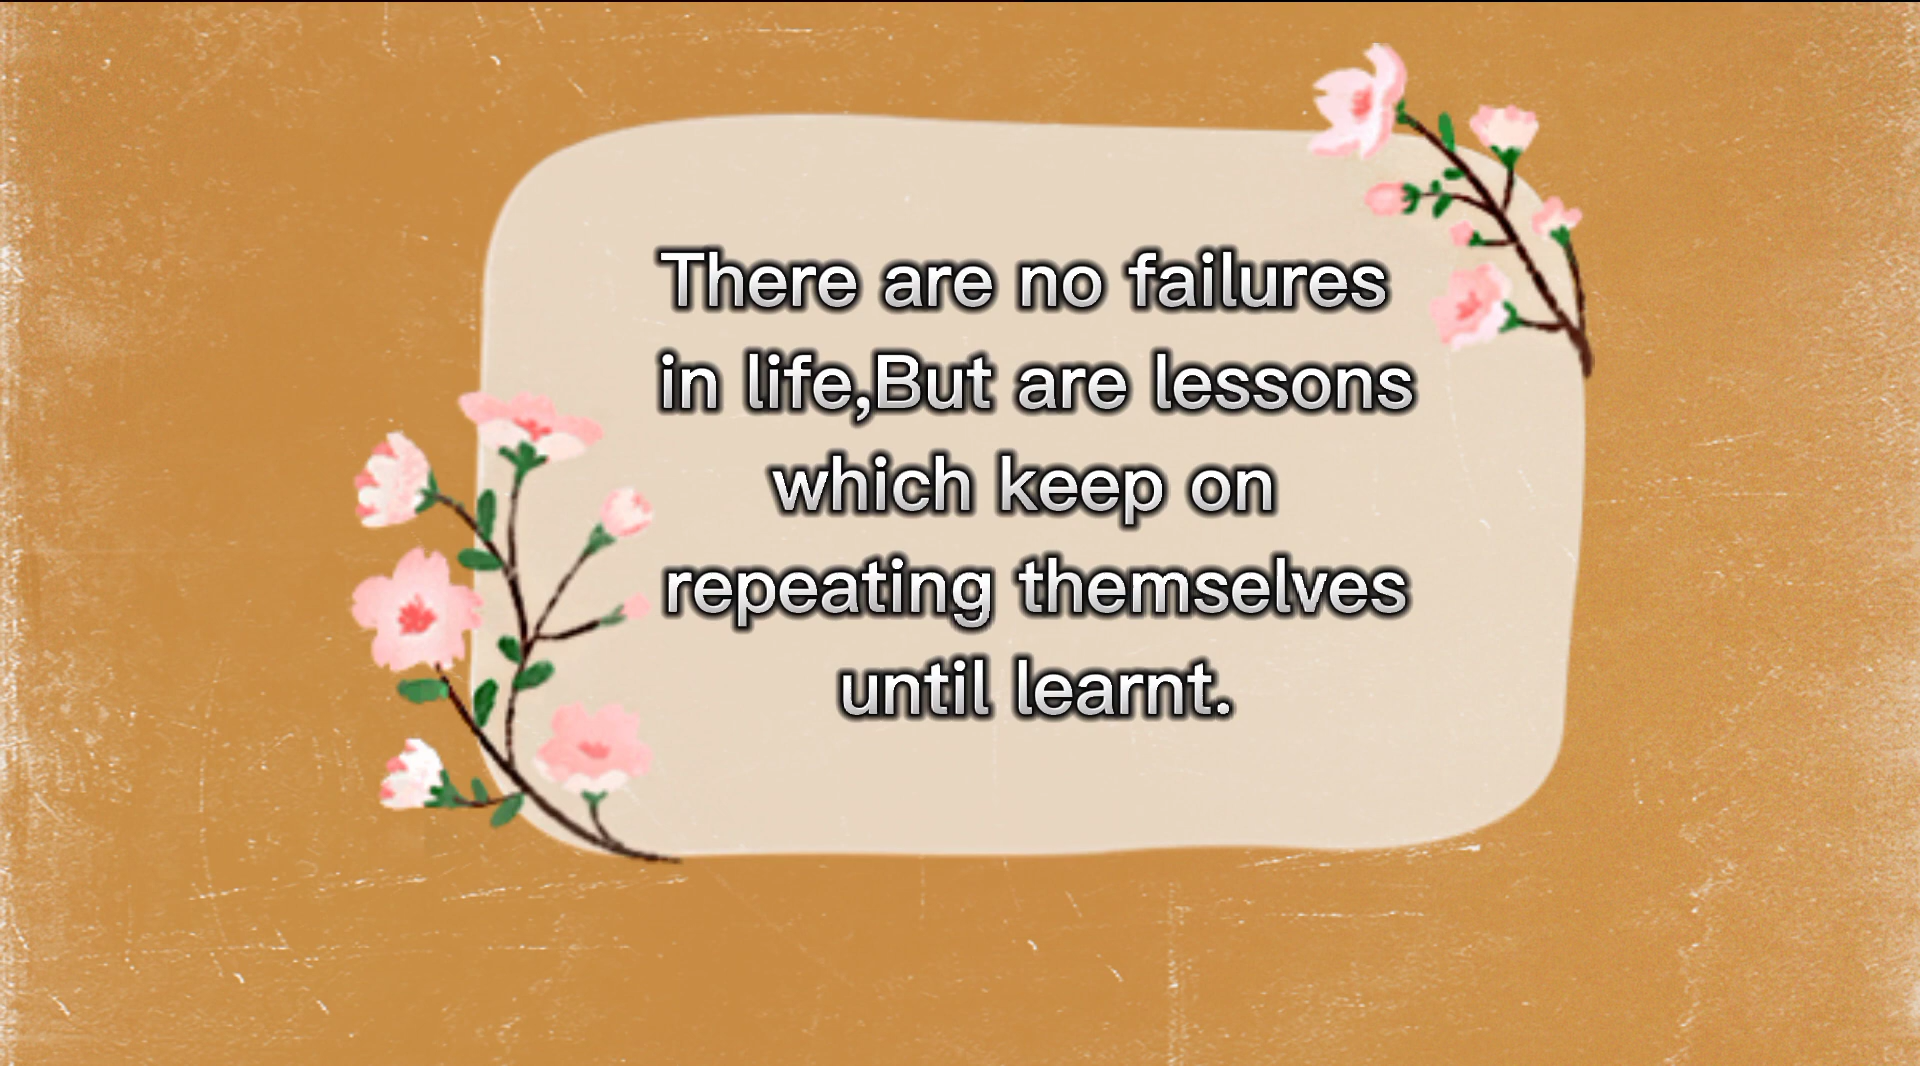 There are no failures
in life,But are lessons
which keep on
repeating themselves
until learnt.